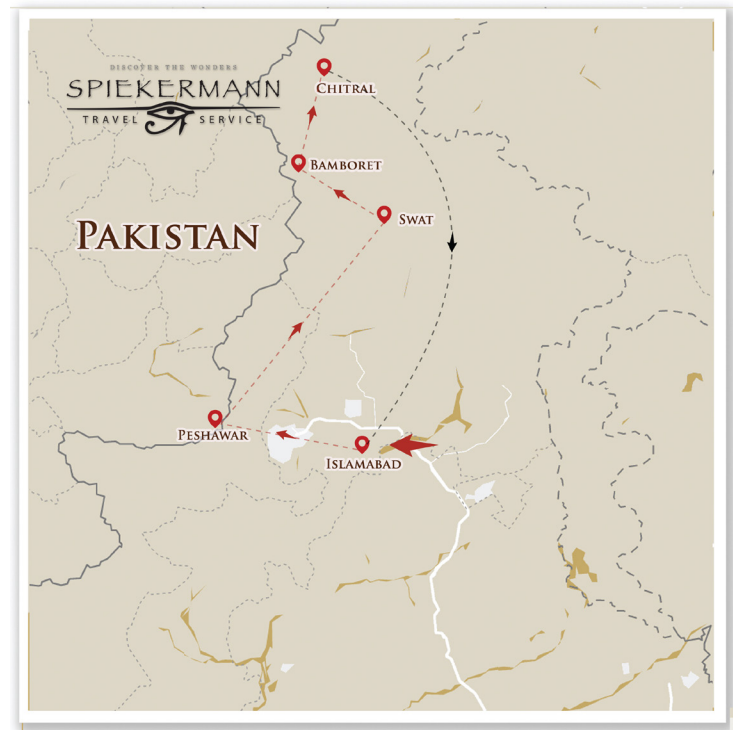 DISCOVER THE WONDERS
SPIEKERMANN
TRAVEL SERVICE
CHITRAL
BAMBORET
SWAT
PAKISTAN
PESHAWAR
ISLAMABAD